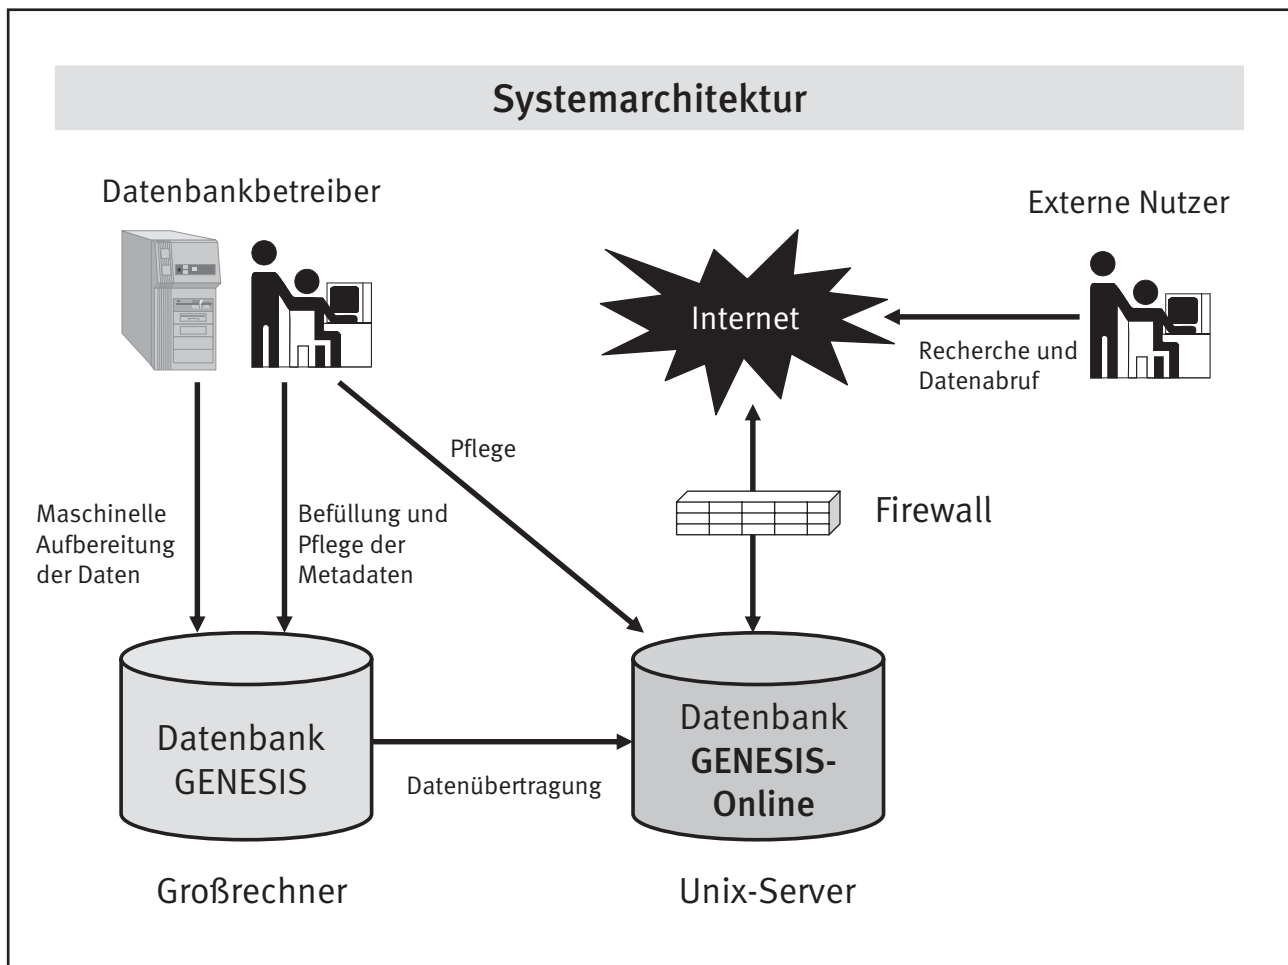 Systemarchitektur
Datenbankbetreiber
Externe Nutzer
Internet
Recherche und
Datenabruf
Pflege
Firewall
Maschinelle
Aufbereitung
der Daten
Befüllung und
Pflege der
Metadaten
Datenbank
GENESIS
Datenübertragung
Datenbank
GENESIS-
Online
Großrechner
Unix-Server